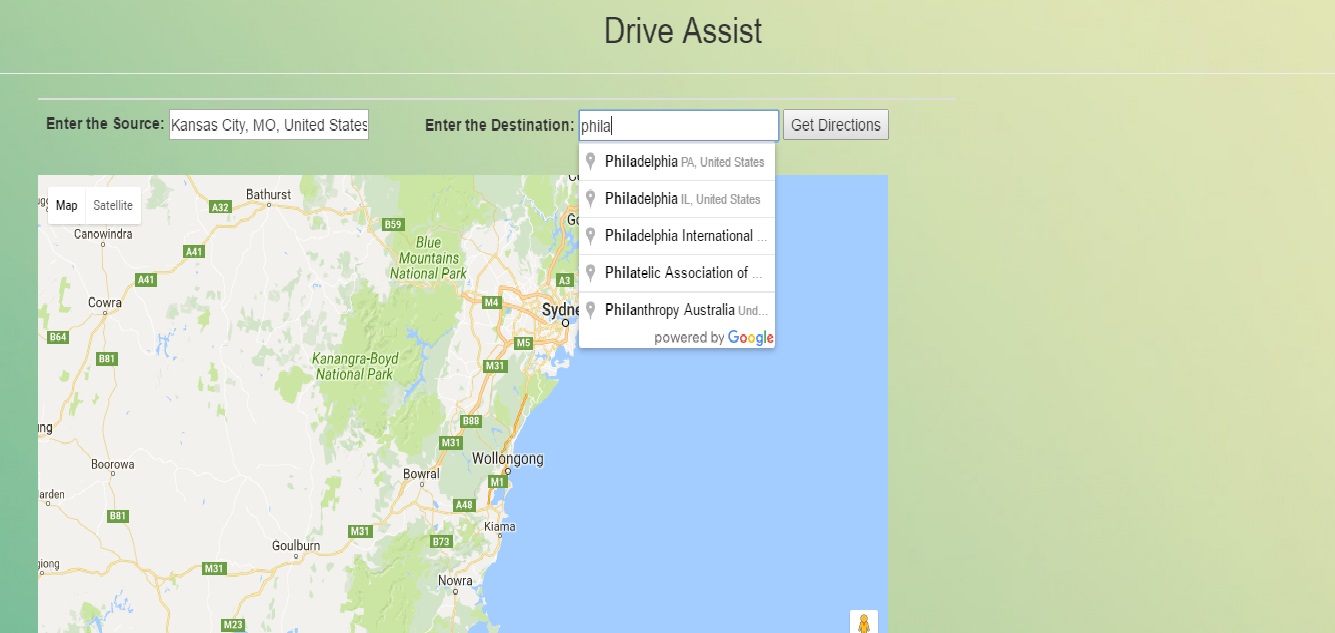 Drive Assist
Enter the Source: Kansas City, MO, United States
Enter the Destination: phila Get Directions
Philadelphia PA, United States
Philadelphia IL, United States
Philadelphia International ...
Philatelic Association of ...
Philanthropy Australia Und...
powered by Google
Map Satellite
Bathurst
A32
B59
Canowindra
Blue
Mountains
National Park
A41
A41
A3
Cowra
M4
Sydne
B64
M5
B81
Kanangra-Boyd
National Park
M31
B88
M31
Wollongong
Boorowa
Bowral
M1
arden
A48
B81
M31
Kiama
B73
Goulburn
M31
Nowra
M23